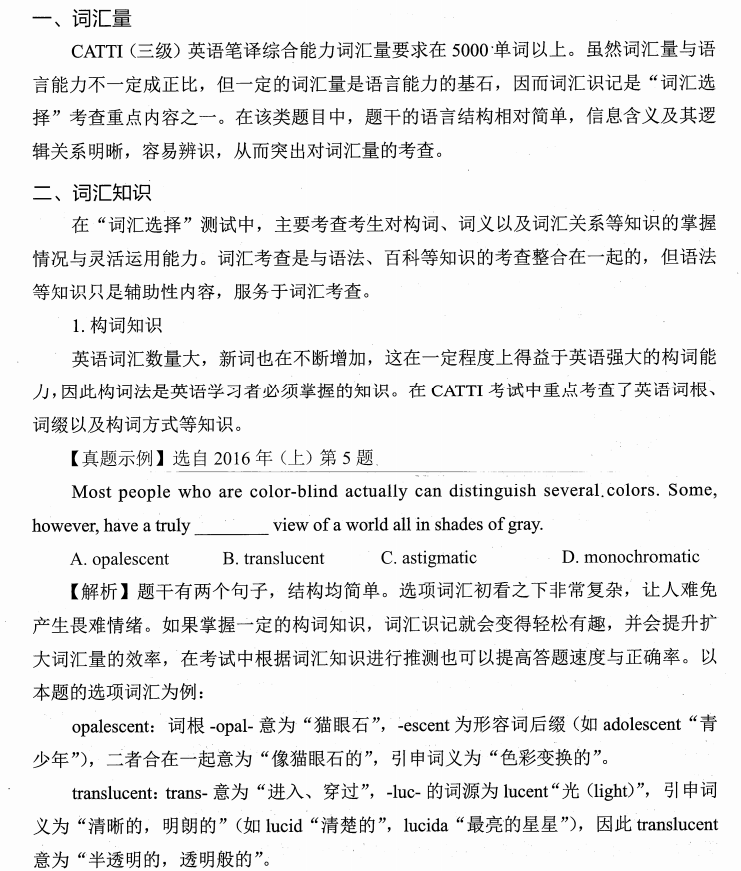 一、词汇量
CATTI（三级）英语笔译综合能力词汇量要求在 5000 单词以上。虽然词汇量与语
言能力不一定成正比，但一定的词汇量是语言能力的基石，因而词汇识记是“词汇选
择”考查重点内容之一。在该类题目中，题干的语言结构相对简单，信息含义及其逻
辑关系明晰，容易辨识，从而突出对词汇量的考查。
二、词汇知识
在“词汇选择”测试中，主要考查考生对构词、词义以及词汇关系等知识的掌握
情况与灵活运用能力。词汇考查是与语法、百科等知识的考查整合在一起的，但语法
等知识只是辅助性内容，服务于词汇考查。
1. 构词知识
英语词汇数量大，新词也在不断增加，这在一定程度上得益于英语强大的构词能
力，因此构词法是英语学习者必须掌握的知识。在 CATTI 考试中重点考查了英语词根、
词缀以及构词方式等知识。
【真题示例】选自 2016 年（上）第 5 题
Most people who are color-blind actually can distinguish several colors. Some,
however, have a truly ________ view of a world all in shades of gray.
A. opalescent B. translucent C. astigmatic D. monochromatic
【解析】题干有两个句子，结构均简单。选项词汇初看之下非常复杂，让人难免
产生畏难情绪。如果掌握一定的构词知识，词汇识记就会变得轻松有趣，并会提升扩
大词汇量的效率，在考试中根据词汇知识进行推测也可以提高答题速度与正确率。以
本题的选项词汇为例：
opalescent：词根 -opal- 意为“猫眼石”，-escent 为形容词后缀（如 adolescent“青
少年”），二者合在一起意为“像猫眼石的”，引申词义为“色彩变换的”。
translucent：trans- 意为“进入、穿过”，-luc- 的词源为 lucent“光（light）”，引申词
义为“清晰的，明朗的”（如 lucid“清楚的”，lucida“最亮的星星”），因此 translucent
意为“半透明的，透明般的”。